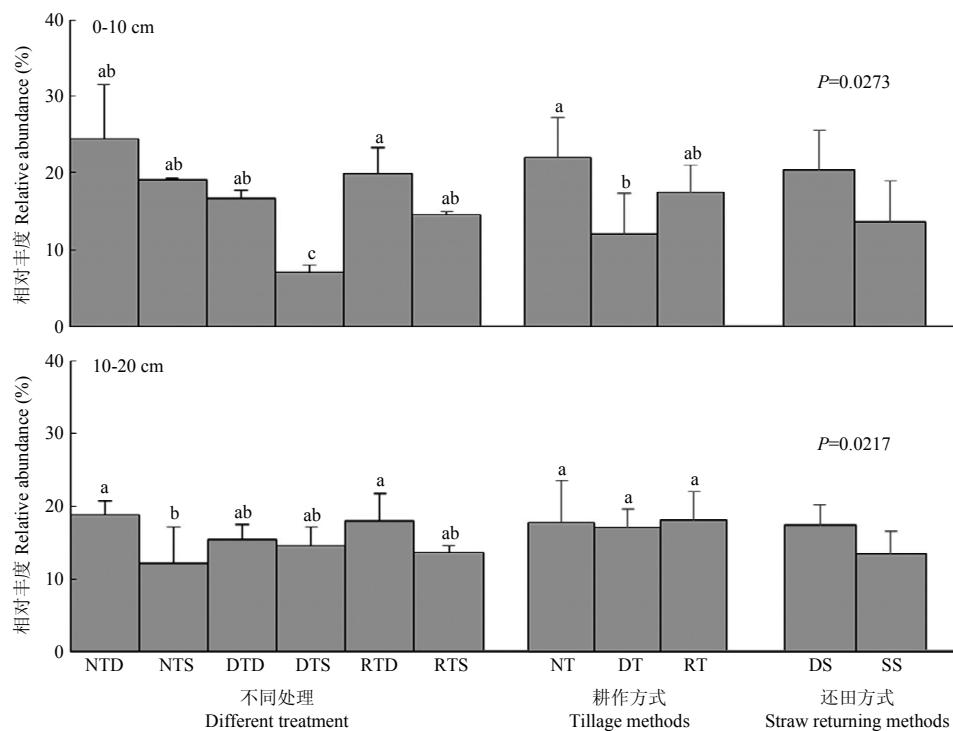 40
0-10 cm
ab
a
a
P=0.0273
30
ab
ab
ab
ab
b
20
c
10
0
相对丰度 Relative abundance (%)
40
10-20 cm
30
P=0.0217
a
b
ab
ab
a
ab
a
a
a
20
10
0
相对丰度 Relative abundance (%)
NTD NTS DTD DTS RTD RTS NT DT RT DS SS
不同处理 耕作方式 还田方式
Different treatment Tillage methods Straw returning methods